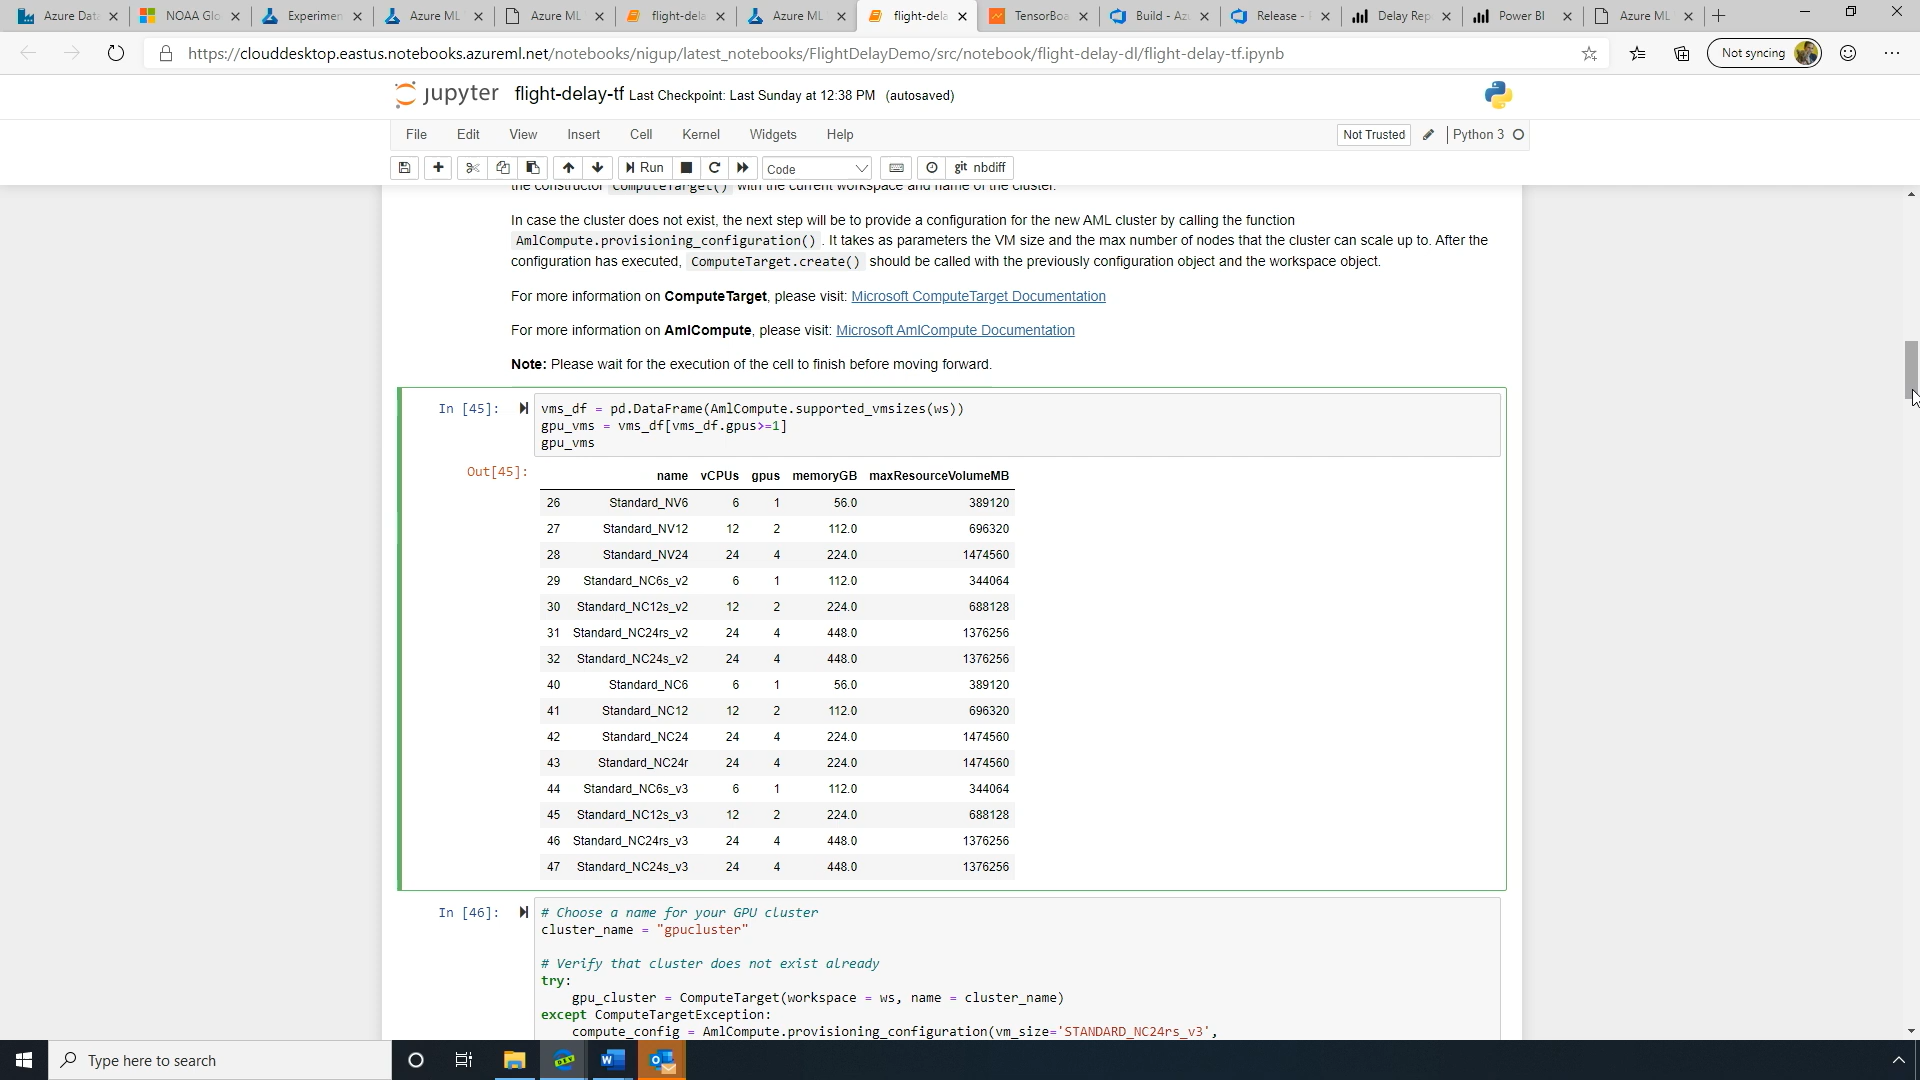 Azure Dat
NOAA Glo
Experimen
Azure ML
Azure ML
flight-dela
Azure ML
flight-dela
TensorBoa
Build - Az
Release -
Delay Rep
Power BI
Azure ML
https://clouddesktop.eastus.notebooks.azureml.net/notebooks/nigup/latest_notebooks/FlightDelayDemo/src/notebook/flight-delay-dl/flight-delay-tf.ipynb
Not syncing
jupyter flight-delay-tf Last Checkpoint: Last Sunday at 12:38 PM (autosaved)
File Edit View Insert Cell Kernel Widgets Help Not Trusted Python 3
Run Code git nbdiff
the constructor ComputeTarget() with the current workspace and name of the cluster.
In case the cluster does not exist, the next step will be to provide a configuration for the new AML cluster by calling the function
AmlCompute.provisioning_configuration() . It takes as parameters the VM size and the max number of nodes that the cluster can scale up to. After the
configuration has executed, ComputeTarget.create() should be called with the previously configuration object and the workspace object.
For more information on ComputeTarget, please visit: Microsoft ComputeTarget Documentation
For more information on AmlCompute, please visit: Microsoft AmlCompute Documentation
Note: Please wait for the execution of the cell to finish before moving forward.
In [45]: vms_df = pd.DataFrame(AmlCompute.supported_vmsizes(ws))
gpu_vms = vms_df[vms_df.gpus>=1]
gpu_vms
Out[45]:
name vCPUs gpus memoryGB maxResourceVolumeMB
26 Standard_NV6 6 1 56.0 389120
27 Standard_NV12 12 2 112.0 696320
28 Standard_NV24 24 4 224.0 1474560
29 Standard_NC6s_v2 6 1 112.0 344064
30 Standard_NC12s_v2 12 2 224.0 688128
31 Standard_NC24rs_v2 24 4 448.0 1376256
32 Standard_NC24s_v2 24 4 448.0 1376256
40 Standard_NC6 6 1 56.0 389120
41 Standard_NC12 12 2 112.0 696320
42 Standard_NC24 24 4 224.0 1474560
43 Standard_NC24r 24 4 224.0 1474560
44 Standard_NC6s_v3 6 1 112.0 344064
45 Standard_NC12s_v3 12 2 224.0 688128
46 Standard_NC24rs_v3 24 4 448.0 1376256
47 Standard_NC24s_v3 24 4 448.0 1376256
In [46]: # Choose a name for your GPU cluster
cluster_name = "gpucluster"
# Verify that cluster does not exist already
try:
gpu_cluster = ComputeTarget(workspace = ws, name = cluster_name)
except ComputeTargetException:
compute_config = AmlCompute.provisioning_configuration(vm_size='STANDARD_NC24rs_v3',
Type here to search